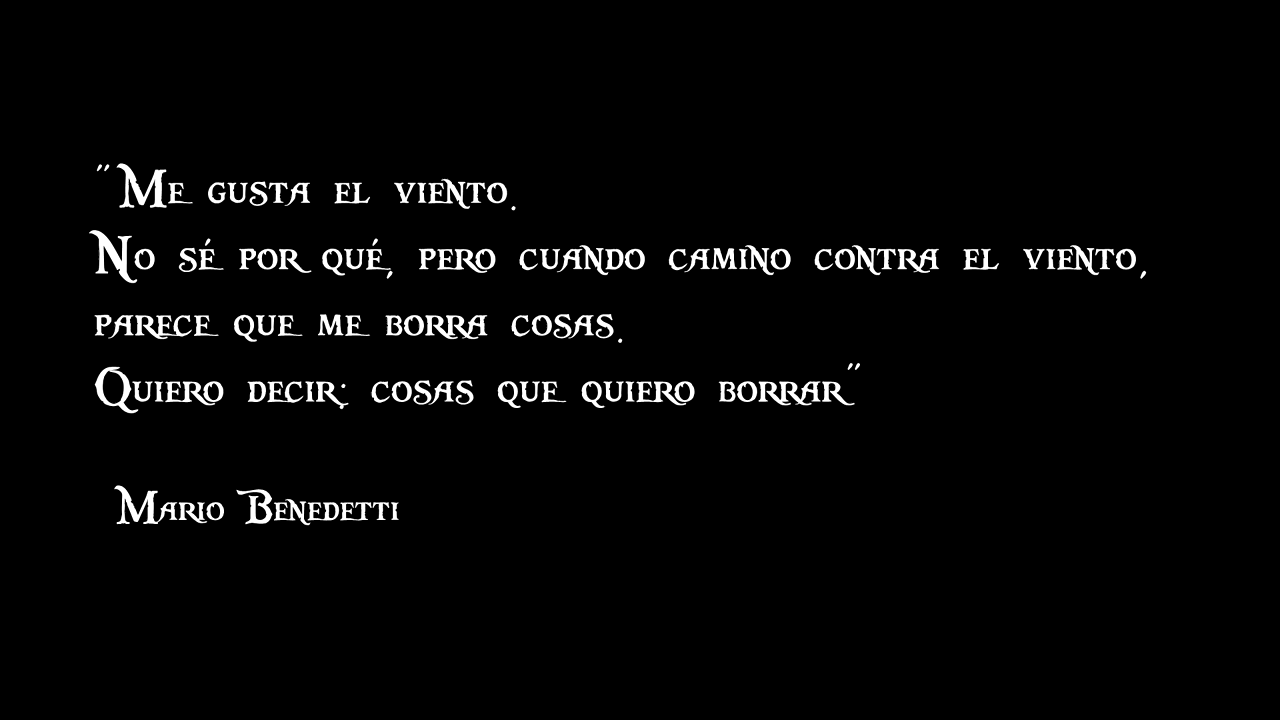 "Me gusta el viento.
No sé por qué, pero cuando camino contra el viento,
parece que me borra cosas.
Quiero decir: cosas que quiero borrar"
Mario Benedetti